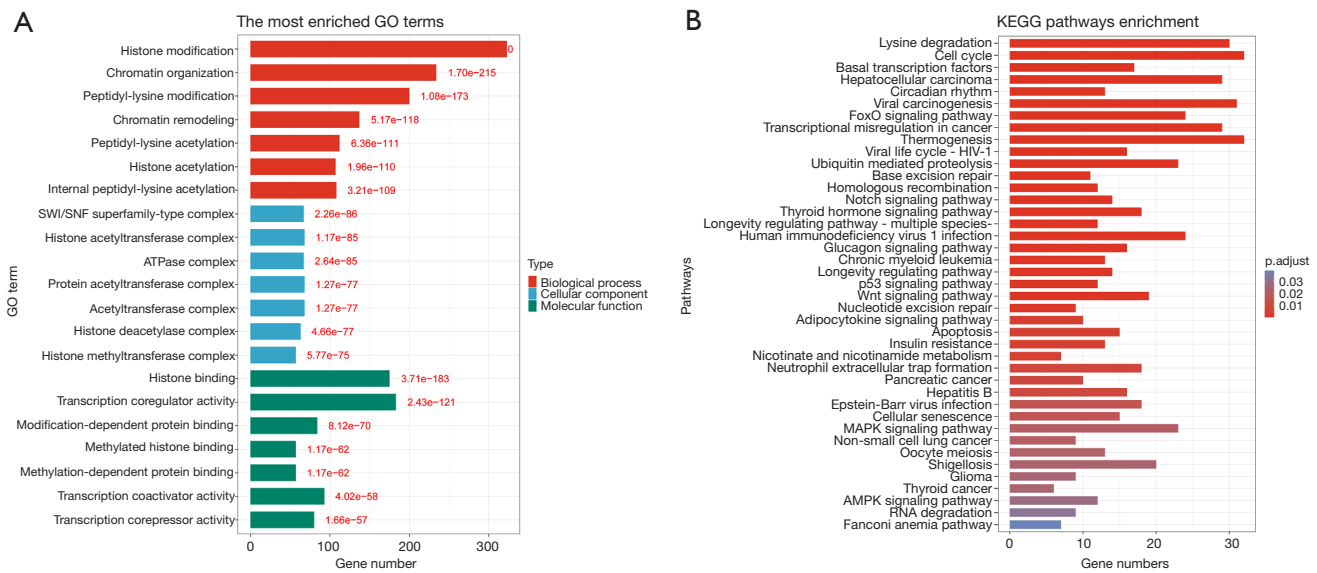 A
The most enriched GO terms
GO term
Histone modification
0
Chromatin organization
1.70e−215
Peptidyl-lysine modification
1.08e−173
Chromatin remodeling
5.17e−118
Peptidyl-lysine acetylation
6.36e−111
Histone acetylation
1.96e−110
Internal peptidyl-lysine acetylation
3.21e−109
SWI/SNF superfamily-type complex
2.26e−86
Histone acetyltransferase complex
1.17e−85
ATPase complex
2.64e−85
Protein acetyltransferase complex
1.27e−77
Acetyltransferase complex
1.27e−77
Histone deacetylase complex
4.66e−77
Histone methyltransferase complex
5.77e−75
Histone binding
3.71e−183
Transcription coregulator activity
2.43e−121
Modification-dependent protein binding
8.12e−70
Methylated histone binding
1.17e−62
Methylation-dependent protein binding
1.17e−62
Transcription coactivator activity
4.02e−58
Transcription corepressor activity
1.66e−57
0 100 200 300
Gene number
Type
Biological process
Cellular component
Molecular function
B
KEGG pathways enrichment
Pathways
Lysine degradation
Cell cycle
Basal transcription factors
Hepatocellular carcinoma
Circadian rhythm
Viral carcinogenesis
FoxO signaling pathway
Transcriptional misregulation in cancer
Thermogenesis
Viral life cycle - HIV-1
Ubiquitin mediated proteolysis
Base excision repair
Homologous recombination
Notch signaling pathway
Thyroid hormone signaling pathway
Longevity regulating pathway - multiple species
Human immunodeficiency virus 1 infection
Glucagon signaling pathway
Chronic myeloid leukemia
Longevity regulating pathway
p53 signaling pathway
Wnt signaling pathway
Nucleotide excision repair
Adipocytokine signaling pathway
Apoptosis
Insulin resistance
Nicotinate and nicotinamide metabolism
Neutrophil extracellular trap formation
Pancreatic cancer
Hepatitis B
Epstein-Barr virus infection
Cellular senescence
MAPK signaling pathway
Non-small cell lung cancer
Oocyte meiosis
Shigellosis
Glioma
Thyroid cancer
AMPK signaling pathway
RNA degradation
Fanconi anemia pathway
0 10 20 30
Gene numbers
p.adjust
0.03
0.02
0.01